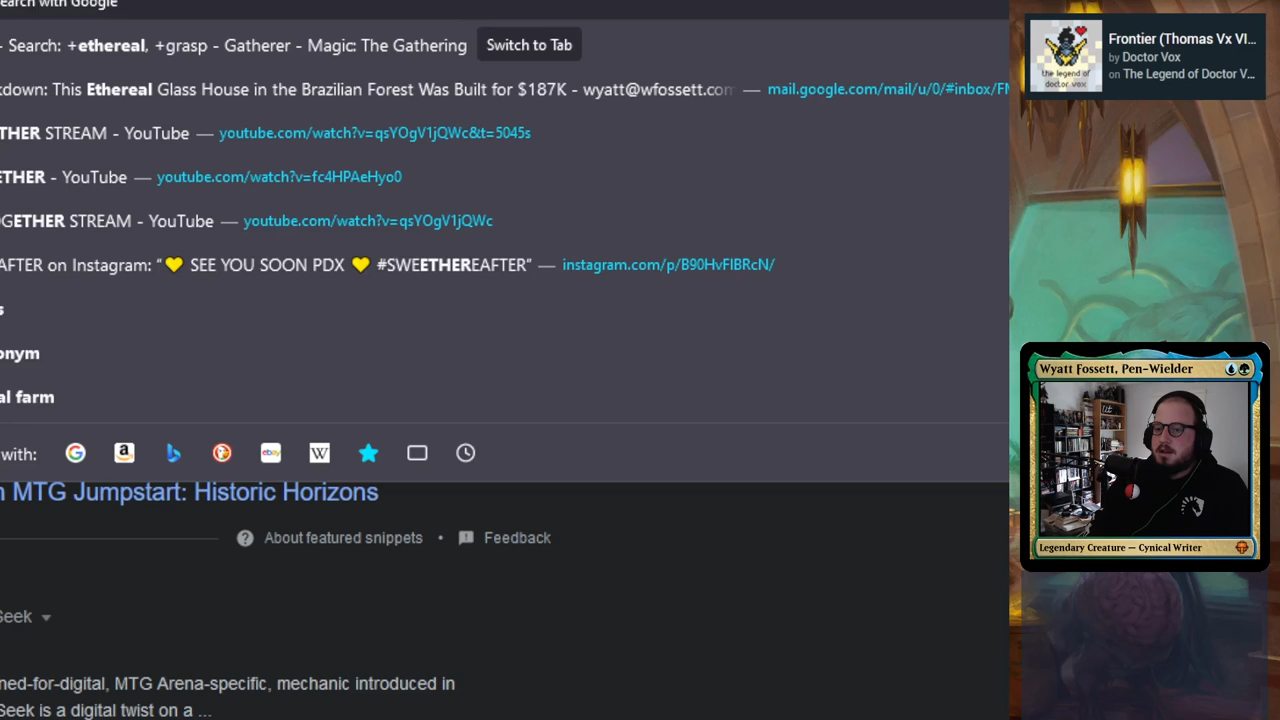 earch with Google
- Search: +ethereal, +grasp - Gatherer - Magic: The Gathering Switch to Tab
kdown: This Ethereal Glass House in the Brazilian Forest Was Built for $187K - wyatt@wfossett.com — mail.google.com/mail/u/0/#inbox/FM
THER STREAM - YouTube — youtube.com/watch?v=qsYOgV1jQWc&t=5045s
ETHER - YouTube — youtube.com/watch?v=fc4HPAeHyo0
GETHER STREAM - YouTube — youtube.com/watch?v=qsYOgV1jQWc
AFTER on Instagram: “💛 SEE YOU SOON PDX 💛 #SWEETHEREAFTER” — instagram.com/p/B90HvFlBRcN/
s
onym
al farm
with:
n MTG Jumpstart: Historic Horizons
About featured snippets • Feedback
Seek
ned-for-digital, MTG Arena-specific, mechanic introduced in
Seek is a digital twist on a ...
Frontier (Thomas Vx Vl...
by Doctor Vox
on The Legend of Doctor V...
the legend of
doctor vox
Wyatt Fossett, Pen-Wielder
Legendary Creature — Cynical Writer